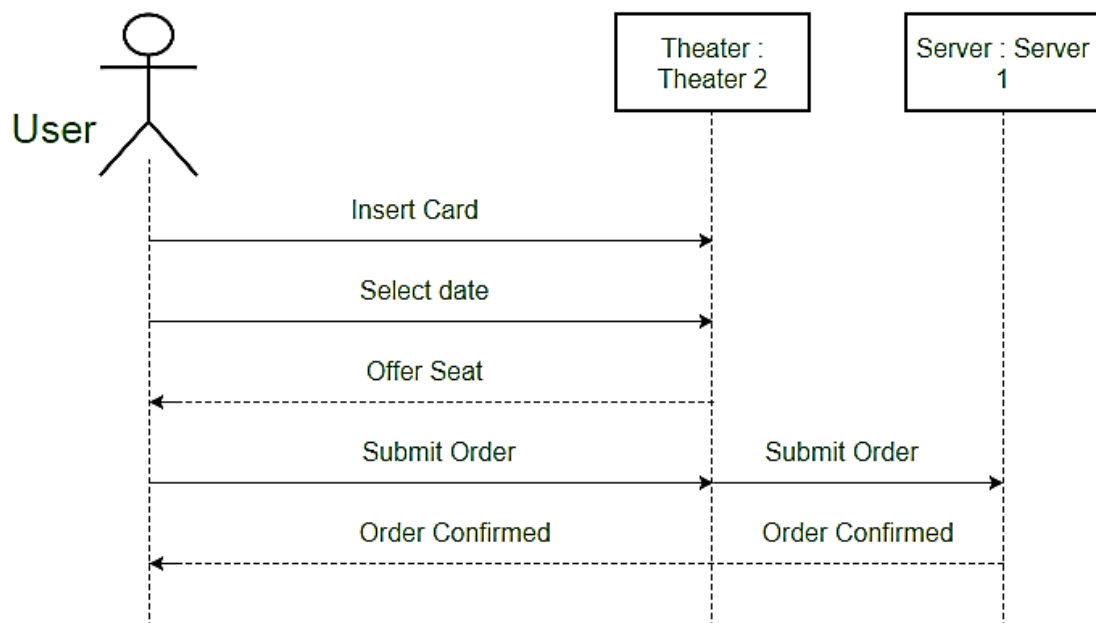 Theater :
Theater 2
Server : Server
1
User
Insert Card
Select date
Offer Seat
Submit Order
Submit Order
Order Confirmed
Order Confirmed